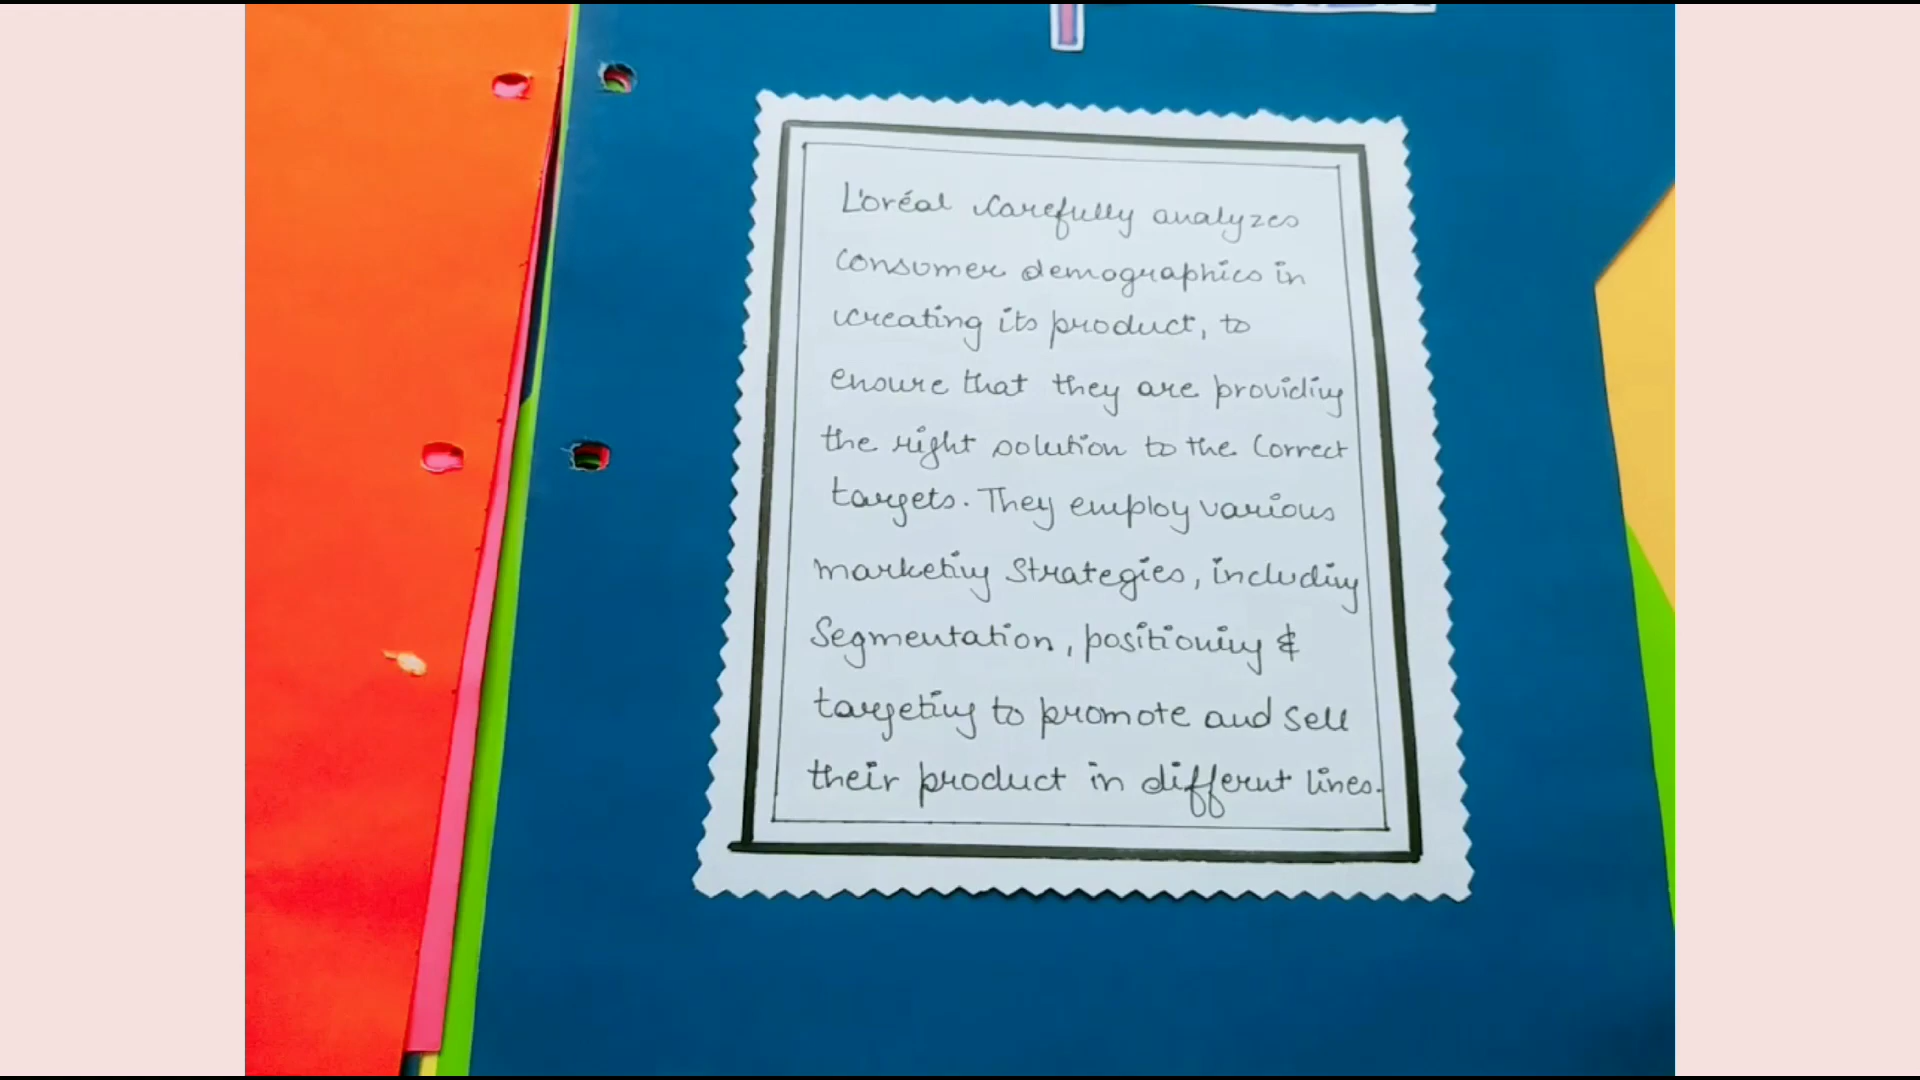 L'oréal carefully analyzes
consumer demographics in
creating its product, to
ensure that they are providing
the right solution to the correct
targets. They employ various
marketing strategies, including
Segmentation, positioning &
targeting to promote and sell
their product in different lines.